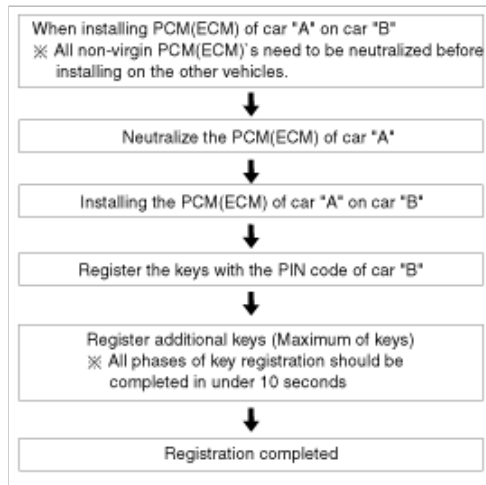 When installing PCM(ECM) of car "A" on car "B"
※ All non-virgin PCM(ECM)`s need to be neutralized before
installing on the other vehicles.
Neutralize the PCM(ECM) of car "A"
Installing the PCM(ECM) of car "A" on car "B"
Register the keys with the PIN code of car "B"
Register additional keys (Maximum of keys)
※ All phases of key registration should be
completed in under 10 seconds
Registration completed